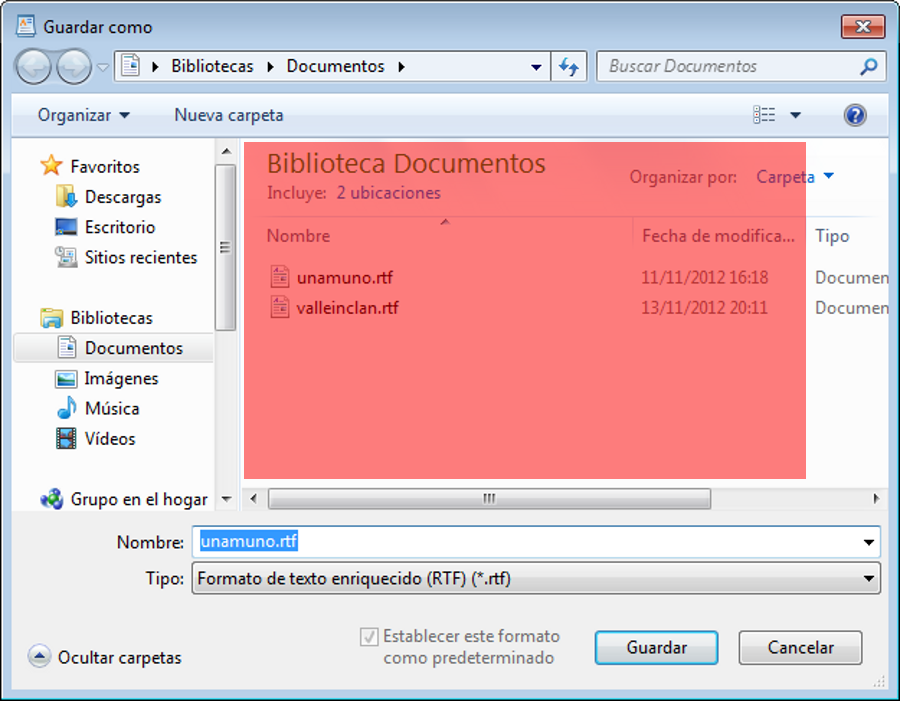 Guardar como
Bibliotecas Documentos
Buscar Documentos
Organizar
Nueva carpeta
Favoritos
Descargas
Escritorio
Sitios recientes
Bibliotecas
Documentos
Imágenes
Música
Vídeos
Grupo en el hogar
Biblioteca Documentos
Incluye: 2 ubicaciones
Organizar por: Carpeta
Nombre Fecha de modifica... Tipo
unamuno.rtf 11/11/2012 16:18 Documen
valleinclan.rtf 13/11/2012 20:11 Documen
Nombre: unamuno.rtf
Tipo: Formato de texto enriquecido (RTF) (*.rtf)
Ocultar carpetas
Establecer este formato
como predeterminado
Guardar
Cancelar